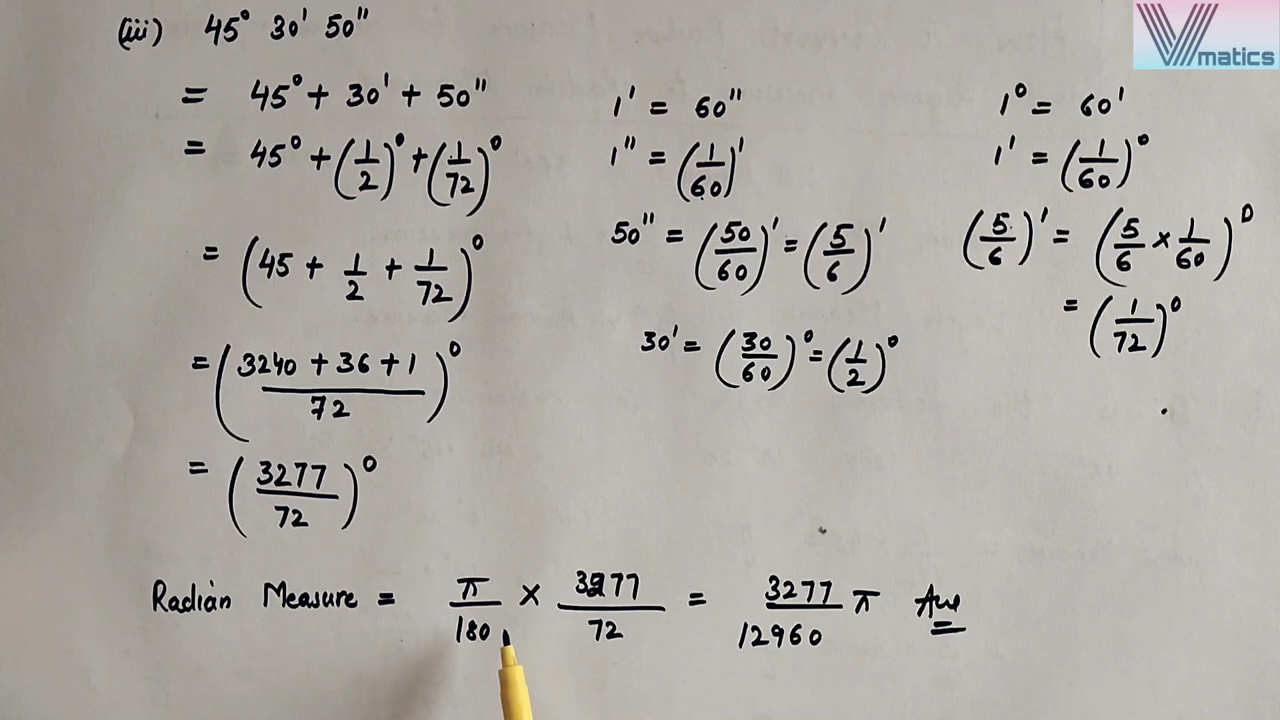 (iii) 45° 30' 50"
= 45° + 30' + 50"
= 45° + (1/2)° + (1/72)°
= (45 + 1/2 + 1/72)°
= ((3240 + 36 + 1)/72)°
= (3277/72)°
1' = 60"
1" = (1/60)'
50" = (50/60)' = (5/6)'
30' = (30/60)° = (1/2)°
1° = 60'
1' = (1/60)°
(5/6)' = (5/6 × 1/60)°
= (1/72)°
Radian Measure = π/180 × 3277/72 = 3277/12960 π Ans
Vmatics